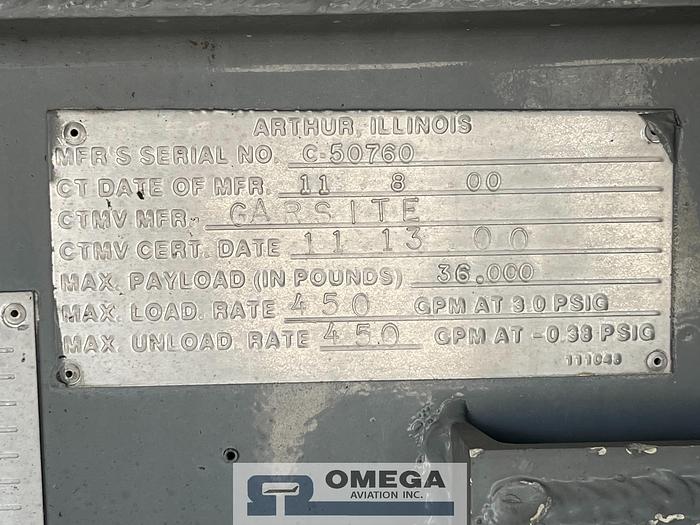 ARTHUR, ILLINOIS
MFR'S SERIAL NO. C-50760
CT DATE OF MFR. 11 8 00
CTMV MFR. GARSITE
CTMV CERT. DATE 11 13 00
MAX. PAYLOAD (IN POUNDS) 36,000
MAX. LOAD. RATE 450 GPM AT 3.0 PSIG
MAX. UNLOAD. RATE 450 GPM AT -0.38 PSIG
111048
OMEGA
AVIATION INC.